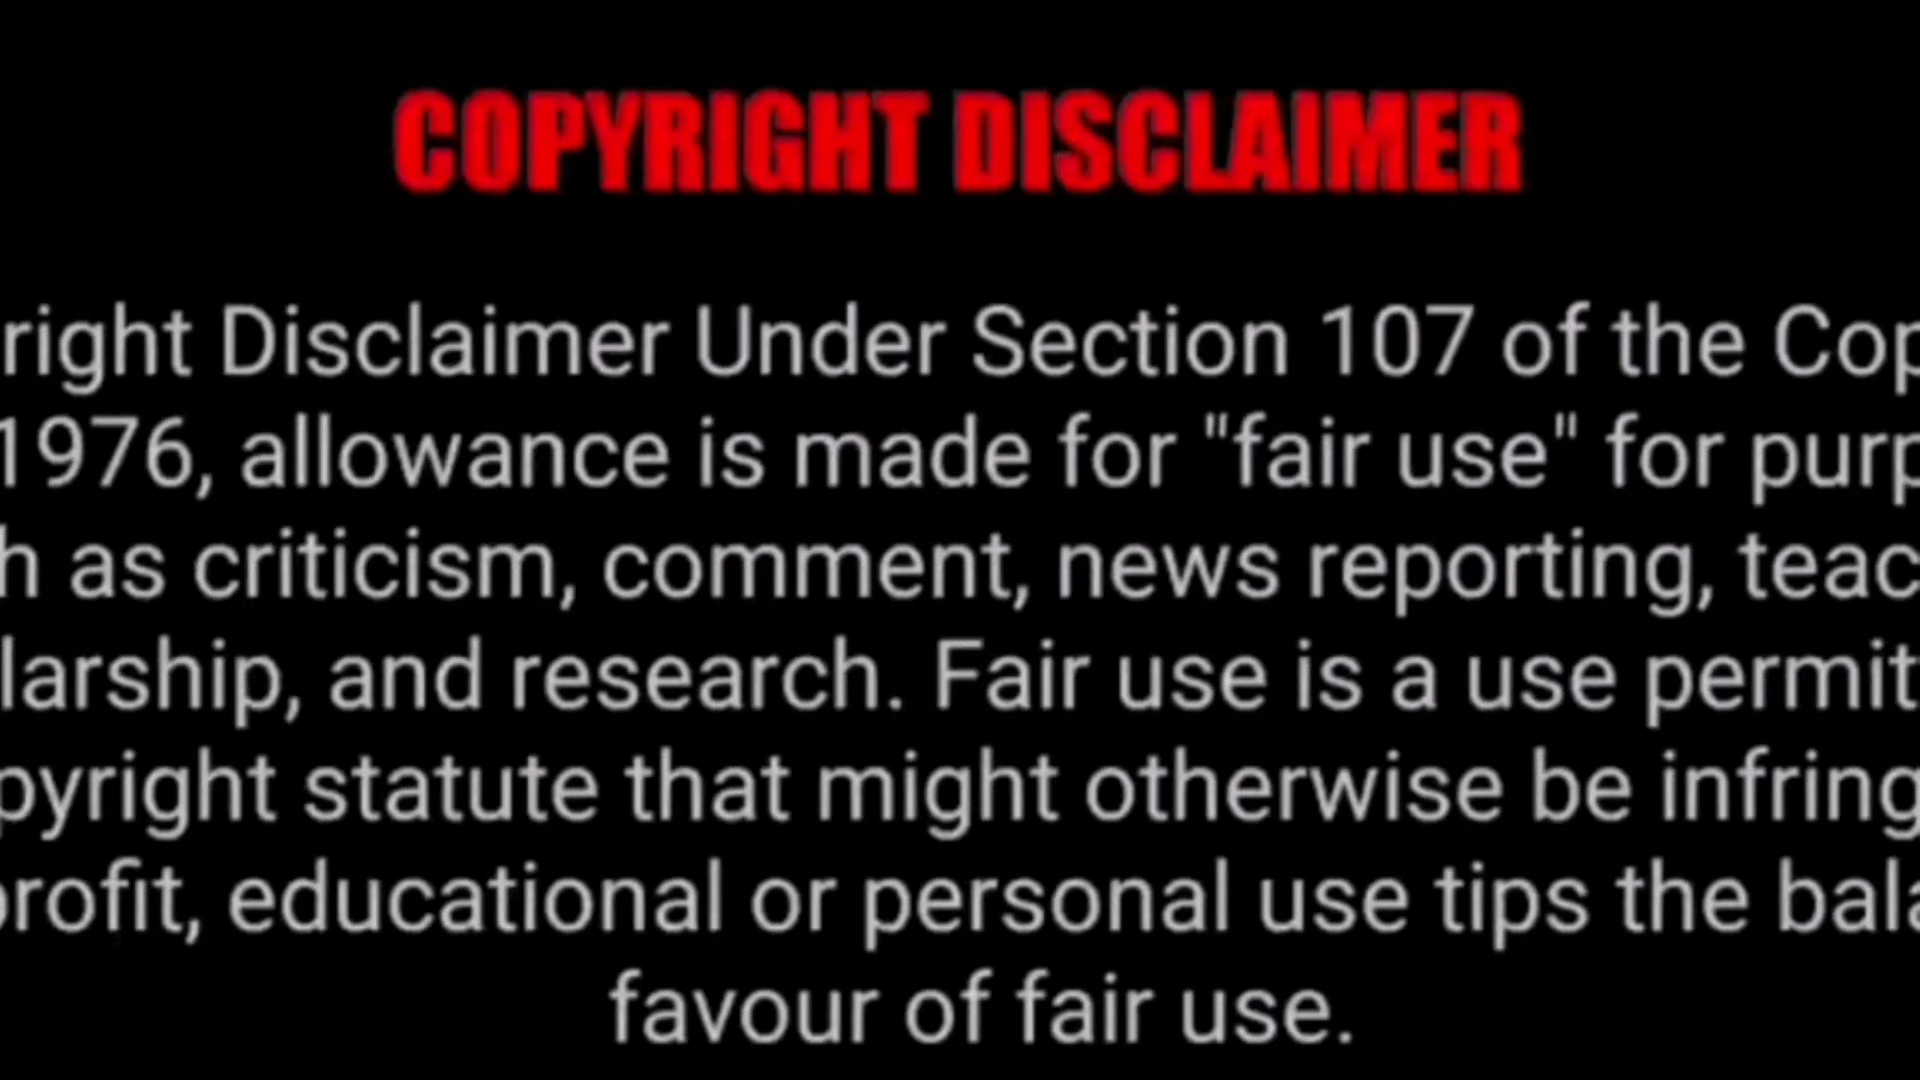 COPYRIGHT DISCLAIMER
right Disclaimer Under Section 107 of the Cop
1976, allowance is made for "fair use" for purp
h as criticism, comment, news reporting, teac
larship, and research. Fair use is a use permit
pyright statute that might otherwise be infring
profit, educational or personal use tips the bala
favour of fair use.